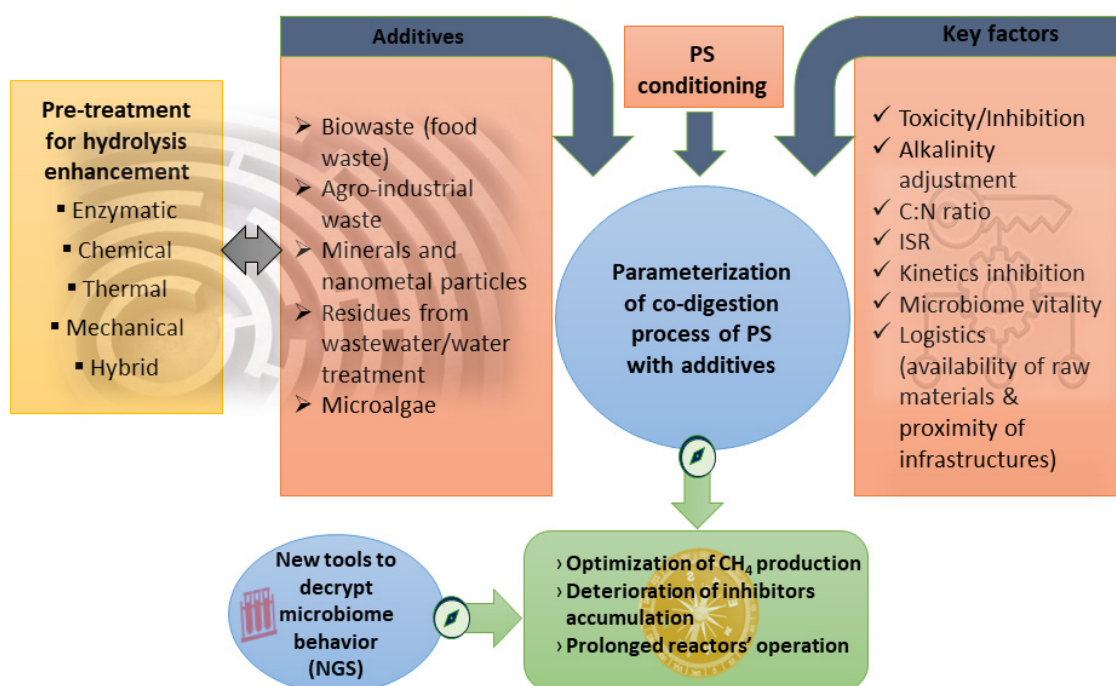 Additives
PS
conditioning
Key factors
Pre-treatment
for hydrolysis
enhancement
▪ Enzymatic
▪ Chemical
▪ Thermal
▪ Mechanical
▪ Hybrid
➢ Biowaste (food
waste)
➢ Agro-industrial
waste
➢ Minerals and
nanometal particles
➢ Residues from
wastewater/water
treatment
➢ Microalgae
Parameterization
of co-digestion
process of PS
with additives
✓ Toxicity/Inhibition
✓ Alkalinity
adjustment
✓ C:N ratio
✓ ISR
✓ Kinetics inhibition
✓ Microbiome vitality
✓ Logistics
(availability of raw
materials &
proximity of
infrastructures)
New tools to
decrypt
microbiome
behavior
(NGS)
› Optimization of CH₄ production
› Deterioration of inhibitors
accumulation
› Prolonged reactors’ operation